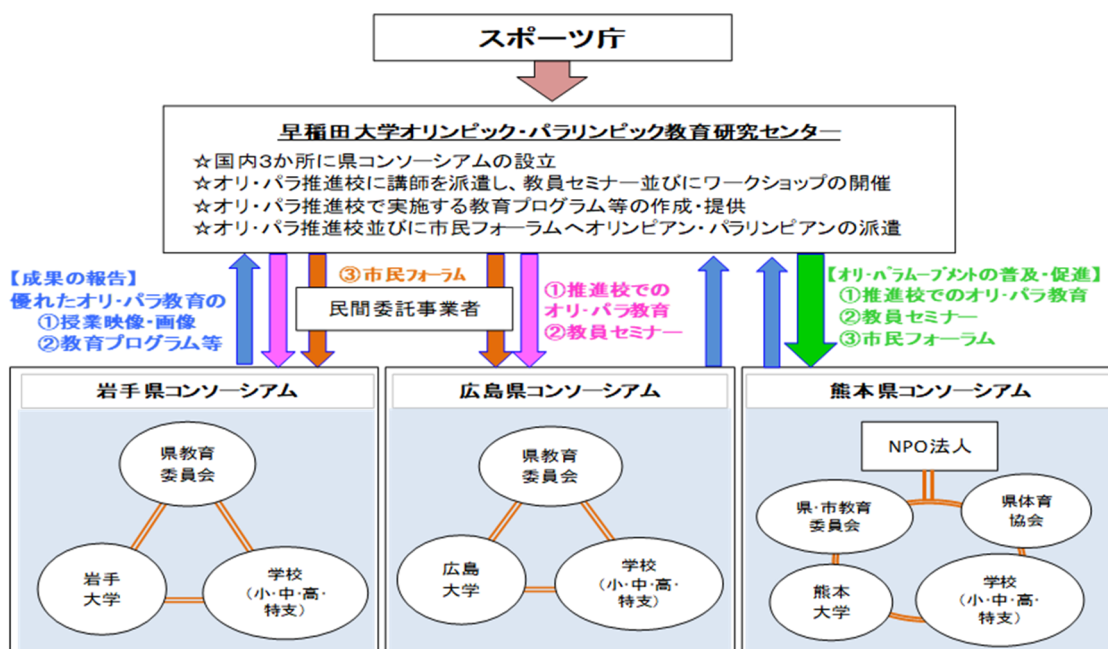 スポーツ庁
早稲田大学オリンピック・パラリンピック教育研究センター
☆国内3か所に県コンソーシアムの設立
☆オリ・パラ推進校に講師を派遣し、教員セミナー並びにワークショップの開催
☆オリ・パラ推進校で実施する教育プログラム等の作成・提供
☆オリ・パラ推進校並びに市民フォーラムへオリンピアン・パラリンピアンの派遣
【成果の報告】
優れたオリ・パラ教育の
①授業映像・画像
②教育プログラム等
③市民フォーラム
民間委託事業者
①推進校での
オリ・パラ教育
②教員セミナー
【オリ・パラムーブメントの普及・促進】
①推進校でのオリ・パラ教育
②教員セミナー
③市民フォーラム
岩手県コンソーシアム
県教育
委員会
岩手
大学
学校
(小・中・高・
特支)
広島県コンソーシアム
県教育
委員会
広島
大学
学校
(小・中・高・
特支)
熊本県コンソーシアム
NPO法人
県・市教育
委員会
県体育
協会
熊本
大学
学校
(小・中・高・
特支)